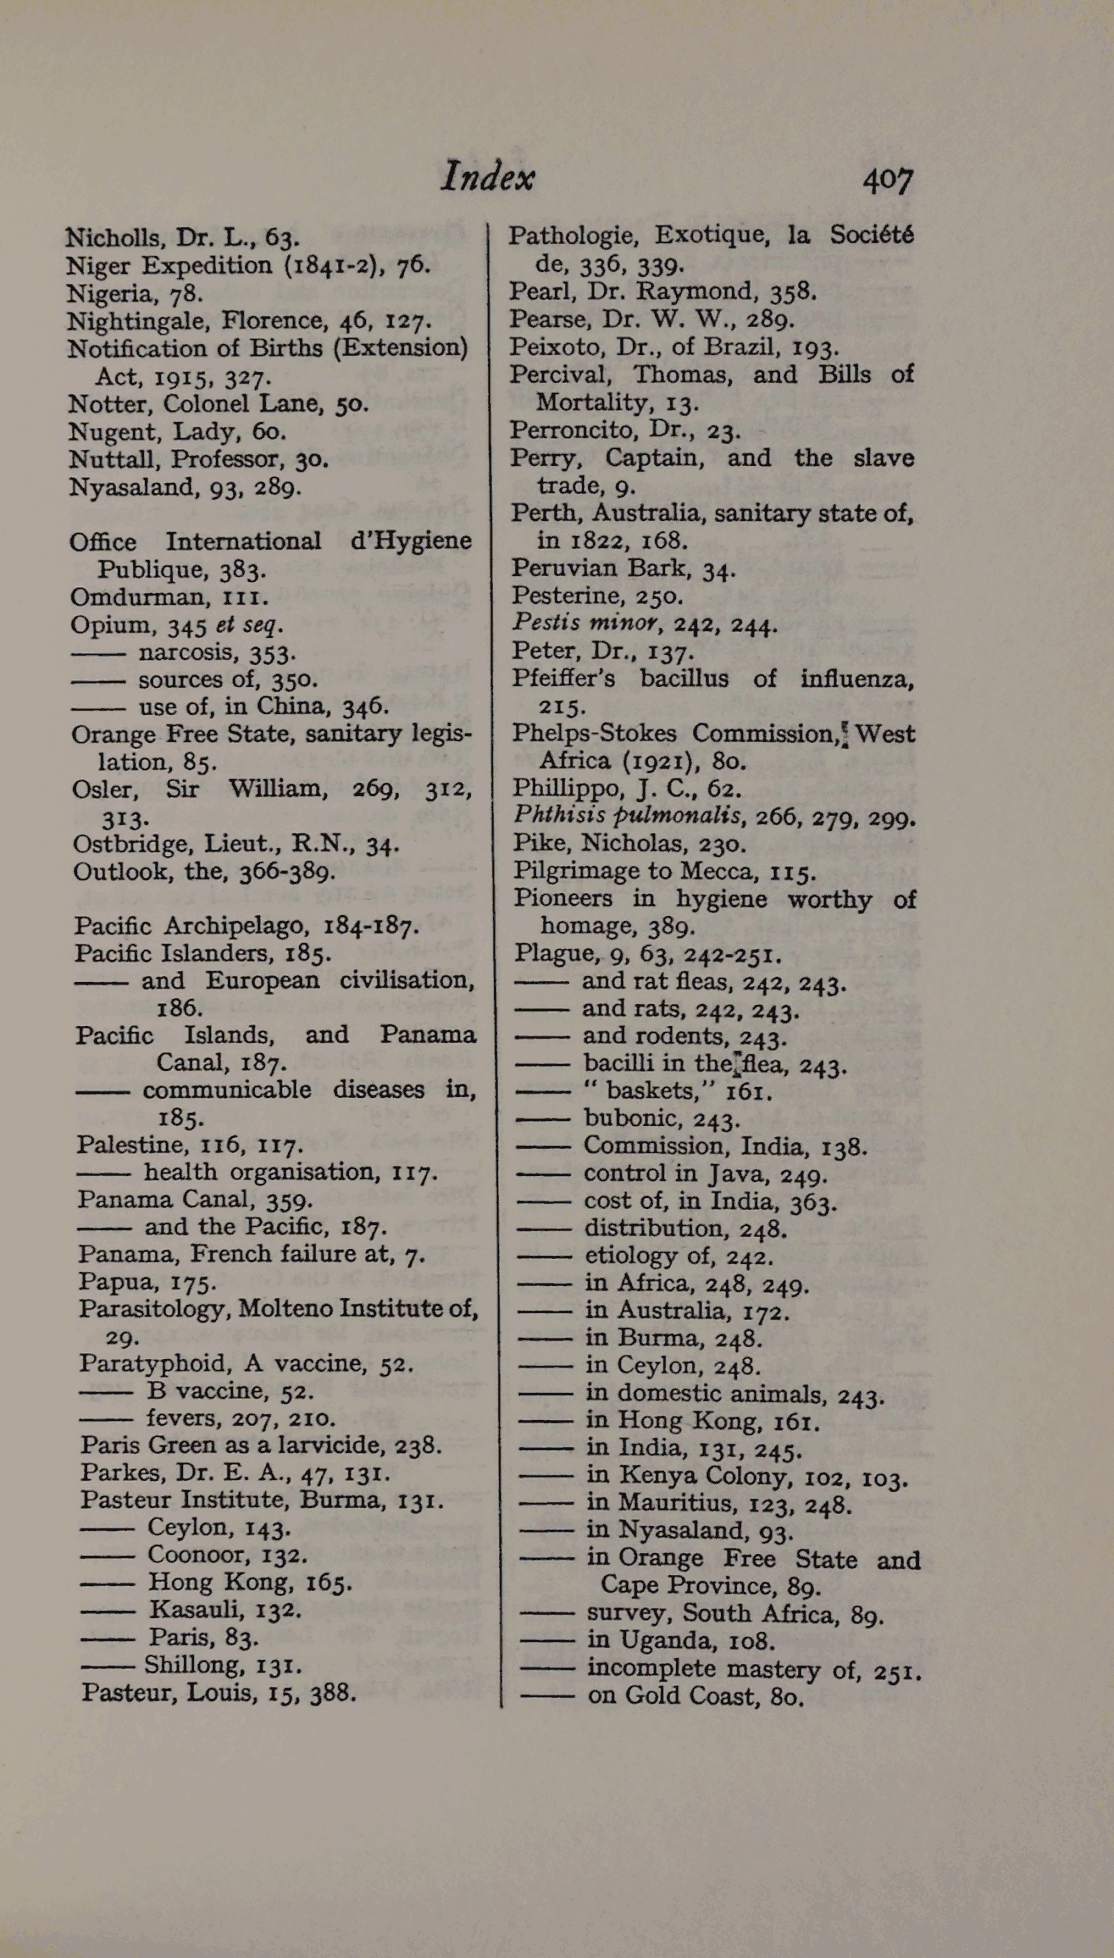 Index 407
Nicholls, Dr. L., 63.
Niger Expedition (1841-2), 76.
Nigeria, 78.
Nightingale, Florence, 46, 127.
Notification of Births (Extension)
Act, 1915, 327.
Notter, Colonel Lane, 50.
Nugent, Lady, 60.
Nuttall, Professor, 30.
Nyasaland, 93, 289.
Office International d'Hygiene
Publique, 383.
Omdurman, 111.
Opium, 345 et seq.
—— narcosis, 353.
—— sources of, 350.
—— use of, in China, 346.
Orange Free State, sanitary legis-
lation, 85.
Osler, Sir William, 269, 312,
313.
Ostbridge, Lieut., R.N., 34.
Outlook, the, 366-389.
Pacific Archipelago, 184-187.
Pacific Islanders, 185.
—— and European civilisation,
186.
Pacific Islands, and Panama
Canal, 187.
—— communicable diseases in,
185.
Palestine, 116, 117.
—— health organisation, 117.
Panama Canal, 359.
—— and the Pacific, 187.
Panama, French failure at, 7.
Papua, 175.
Parasitology, Molteno Institute of,
29.
Paratyphoid, A vaccine, 52.
—— B vaccine, 52.
—— fevers, 207, 210.
Paris Green as a larvicide, 238.
Parkes, Dr. E. A., 47, 131.
Pasteur Institute, Burma, 131.
—— Ceylon, 143.
—— Coonoor, 132.
—— Hong Kong, 165.
—— Kasauli, 132.
—— Paris, 83.
—— Shillong, 131.
Pasteur, Louis, 15, 388.
Pathologie, Exotique, la Société
de, 336, 339.
Pearl, Dr. Raymond, 358.
Pearse, Dr. W. W., 289.
Peixoto, Dr., of Brazil, 193.
Percival, Thomas, and Bills of
Mortality, 13.
Perroncito, Dr., 23.
Perry, Captain, and the slave
trade, 9.
Perth, Australia, sanitary state of,
in 1822, 168.
Peruvian Bark, 34.
Pesterine, 250.
Pestis minor, 242, 244.
Peter, Dr., 137.
Pfeiffer's bacillus of influenza,
215.
Phelps-Stokes Commission, West
Africa (1921), 80.
Phillippo, J. C., 62.
Phthisis pulmonalis, 266, 279, 299.
Pike, Nicholas, 230.
Pilgrimage to Mecca, 115.
Pioneers in hygiene worthy of
homage, 389.
Plague, 9, 63, 242-251.
—— and rat fleas, 242, 243.
—— and rats, 242, 243.
—— and rodents, 243.
—— bacilli in the flea, 243.
—— " baskets," 161.
—— bubonic, 243.
—— Commission, India, 138.
—— control in Java, 249.
—— cost of, in India, 363.
—— distribution, 248.
—— etiology of, 242.
—— in Africa, 248, 249.
—— in Australia, 172.
—— in Burma, 248.
—— in Ceylon, 248.
—— in domestic animals, 243.
—— in Hong Kong, 161.
—— in India, 131, 245.
—— in Kenya Colony, 102, 103.
—— in Mauritius, 123, 248.
—— in Nyasaland, 93.
—— in Orange Free State and
Cape Province, 89.
—— survey, South Africa, 89.
—— in Uganda, 108.
—— incomplete mastery of, 251.
—— on Gold Coast, 80.